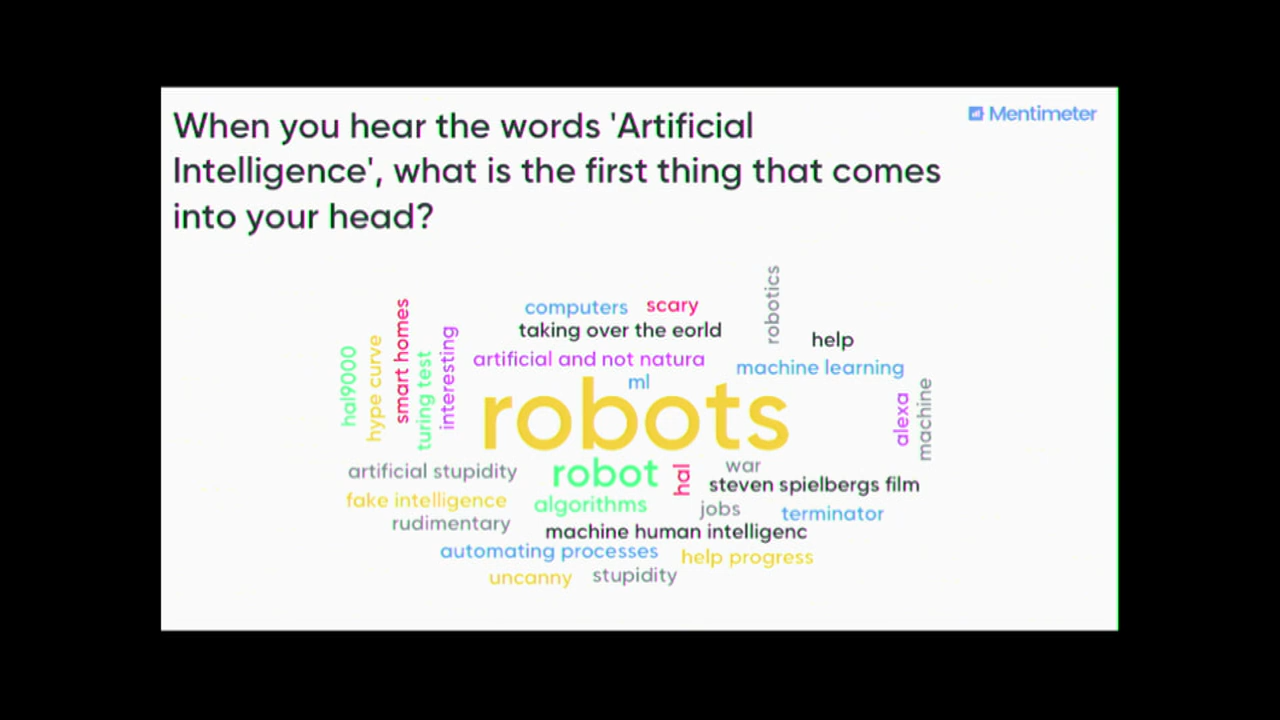 When you hear the words 'Artificial
Intelligence', what is the first thing that comes
into your head?
Mentimeter
hal9000
hype curve
smart homes
turing test
interesting
computers
scary
taking over the eorld
artificial and not natura
ml
robotics
help
machine learning
alexa
machine
robots
artificial stupidity
robot
hal
war
steven spielbergs film
fake intelligence
algorithms
jobs
terminator
rudimentary
machine human intelligenc
automating processes
help progress
uncanny
stupidity